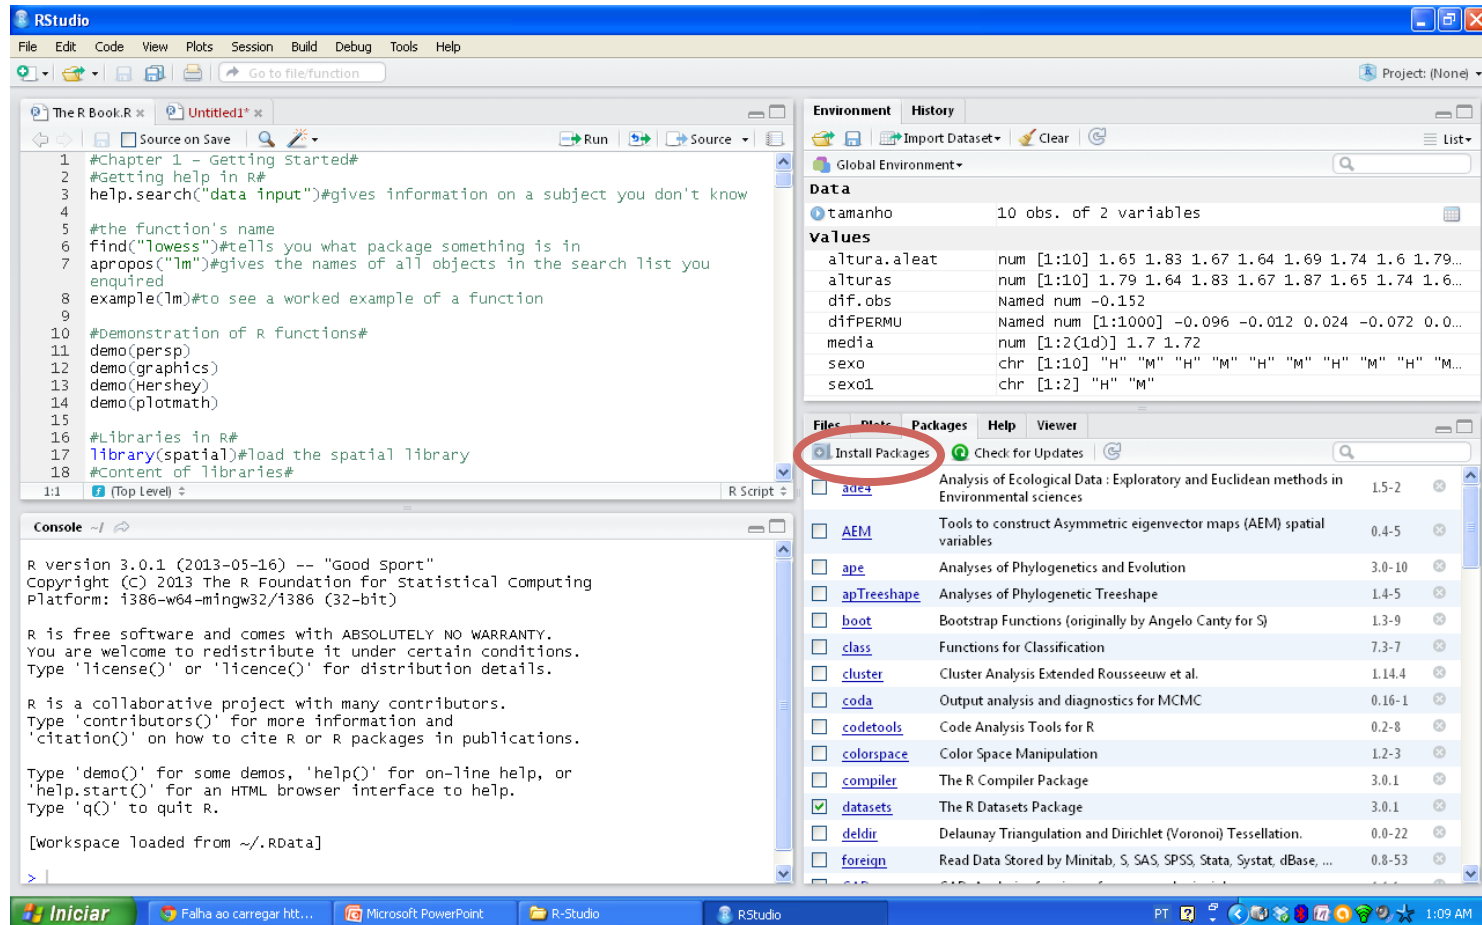 RStudio
File Edit Code View Plots Session Build Debug Tools Help
Go to file/function
Project: (None)
The R Book.R
Untitled1*
Source on Save
Run
Source
1 #Chapter 1 - Getting Started#
2 #Getting help in R#
3 help.search("data input")#gives information on a subject you don't know
4
5 #the function's name
6 find("lowess")#tells you what package something is in
7 apropos("lm")#gives the names of all objects in the search list you
enquired
8 example(lm)#to see a worked example of a function
9
10 #Demonstration of R functions#
11 demo(persp)
12 demo(graphics)
13 demo(Hershey)
14 demo(plotmath)
15
16 #Libraries in R#
17 library(spatial)#load the spatial library
18 #Content of libraries#
1:1 (Top Level) R Script
Console ~/
R version 3.0.1 (2013-05-16) -- "Good Sport"
Copyright (C) 2013 The R Foundation for Statistical Computing
Platform: i386-w64-mingw32/i386 (32-bit)
R is free software and comes with ABSOLUTELY NO WARRANTY.
You are welcome to redistribute it under certain conditions.
Type 'license()' or 'licence()' for distribution details.
R is a collaborative project with many contributors.
Type 'contributors()' for more information and
'citation()' on how to cite R or R packages in publications.
Type 'demo()' for some demos, 'help()' for on-line help, or
'help.start()' for an HTML browser interface to help.
Type 'q()' to quit R.
[Workspace loaded from ~/.RData]
>
Environment History
Import Dataset Clear List
Global Environment
Data
tamanho 10 obs. of 2 variables
Values
altura.aleat num [1:10] 1.65 1.83 1.67 1.64 1.69 1.74 1.6 1.79...
alturas num [1:10] 1.79 1.64 1.83 1.67 1.87 1.65 1.74 1.6...
dif.obs Named num -0.152
difPERMU Named num [1:1000] -0.096 -0.012 0.024 -0.072 0.0...
media num [1:2(1d)] 1.7 1.72
sexo chr [1:10] "H" "M" "H" "M" "H" "M" "H" "M" "H" "M...
sexo1 chr [1:2] "H" "M"
Files Plots Packages Help Viewer
Install Packages Check for Updates
ade4 Analysis of Ecological Data : Exploratory and Euclidean methods in 1.5-2
Environmental sciences
AEM Tools to construct Asymmetric eigenvector maps (AEM) spatial 0.4-5
variables
ape Analyses of Phylogenetics and Evolution 3.0-10
apTreeshape Analyses of Phylogenetic Treeshape 1.4-5
boot Bootstrap Functions (originally by Angelo Canty for S) 1.3-9
class Functions for Classification 7.3-7
cluster Cluster Analysis Extended Rousseeuw et al. 1.14.4
coda Output analysis and diagnostics for MCMC 0.16-1
codetools Code Analysis Tools for R 0.2-8
colorspace Color Space Manipulation 1.2-3
compiler The R Compiler Package 3.0.1
datasets The R Datasets Package 3.0.1
deldir Delaunay Triangulation and Dirichlet (Voronoi) Tessellation. 0.0-22
foreign Read Data Stored by Minitab, S, SAS, SPSS, Stata, Systat, dBase, ... 0.8-53
Iniciar
Falha ao carregar htt...
Microsoft PowerPoint
R-Studio
RStudio
PT
1:09 AM